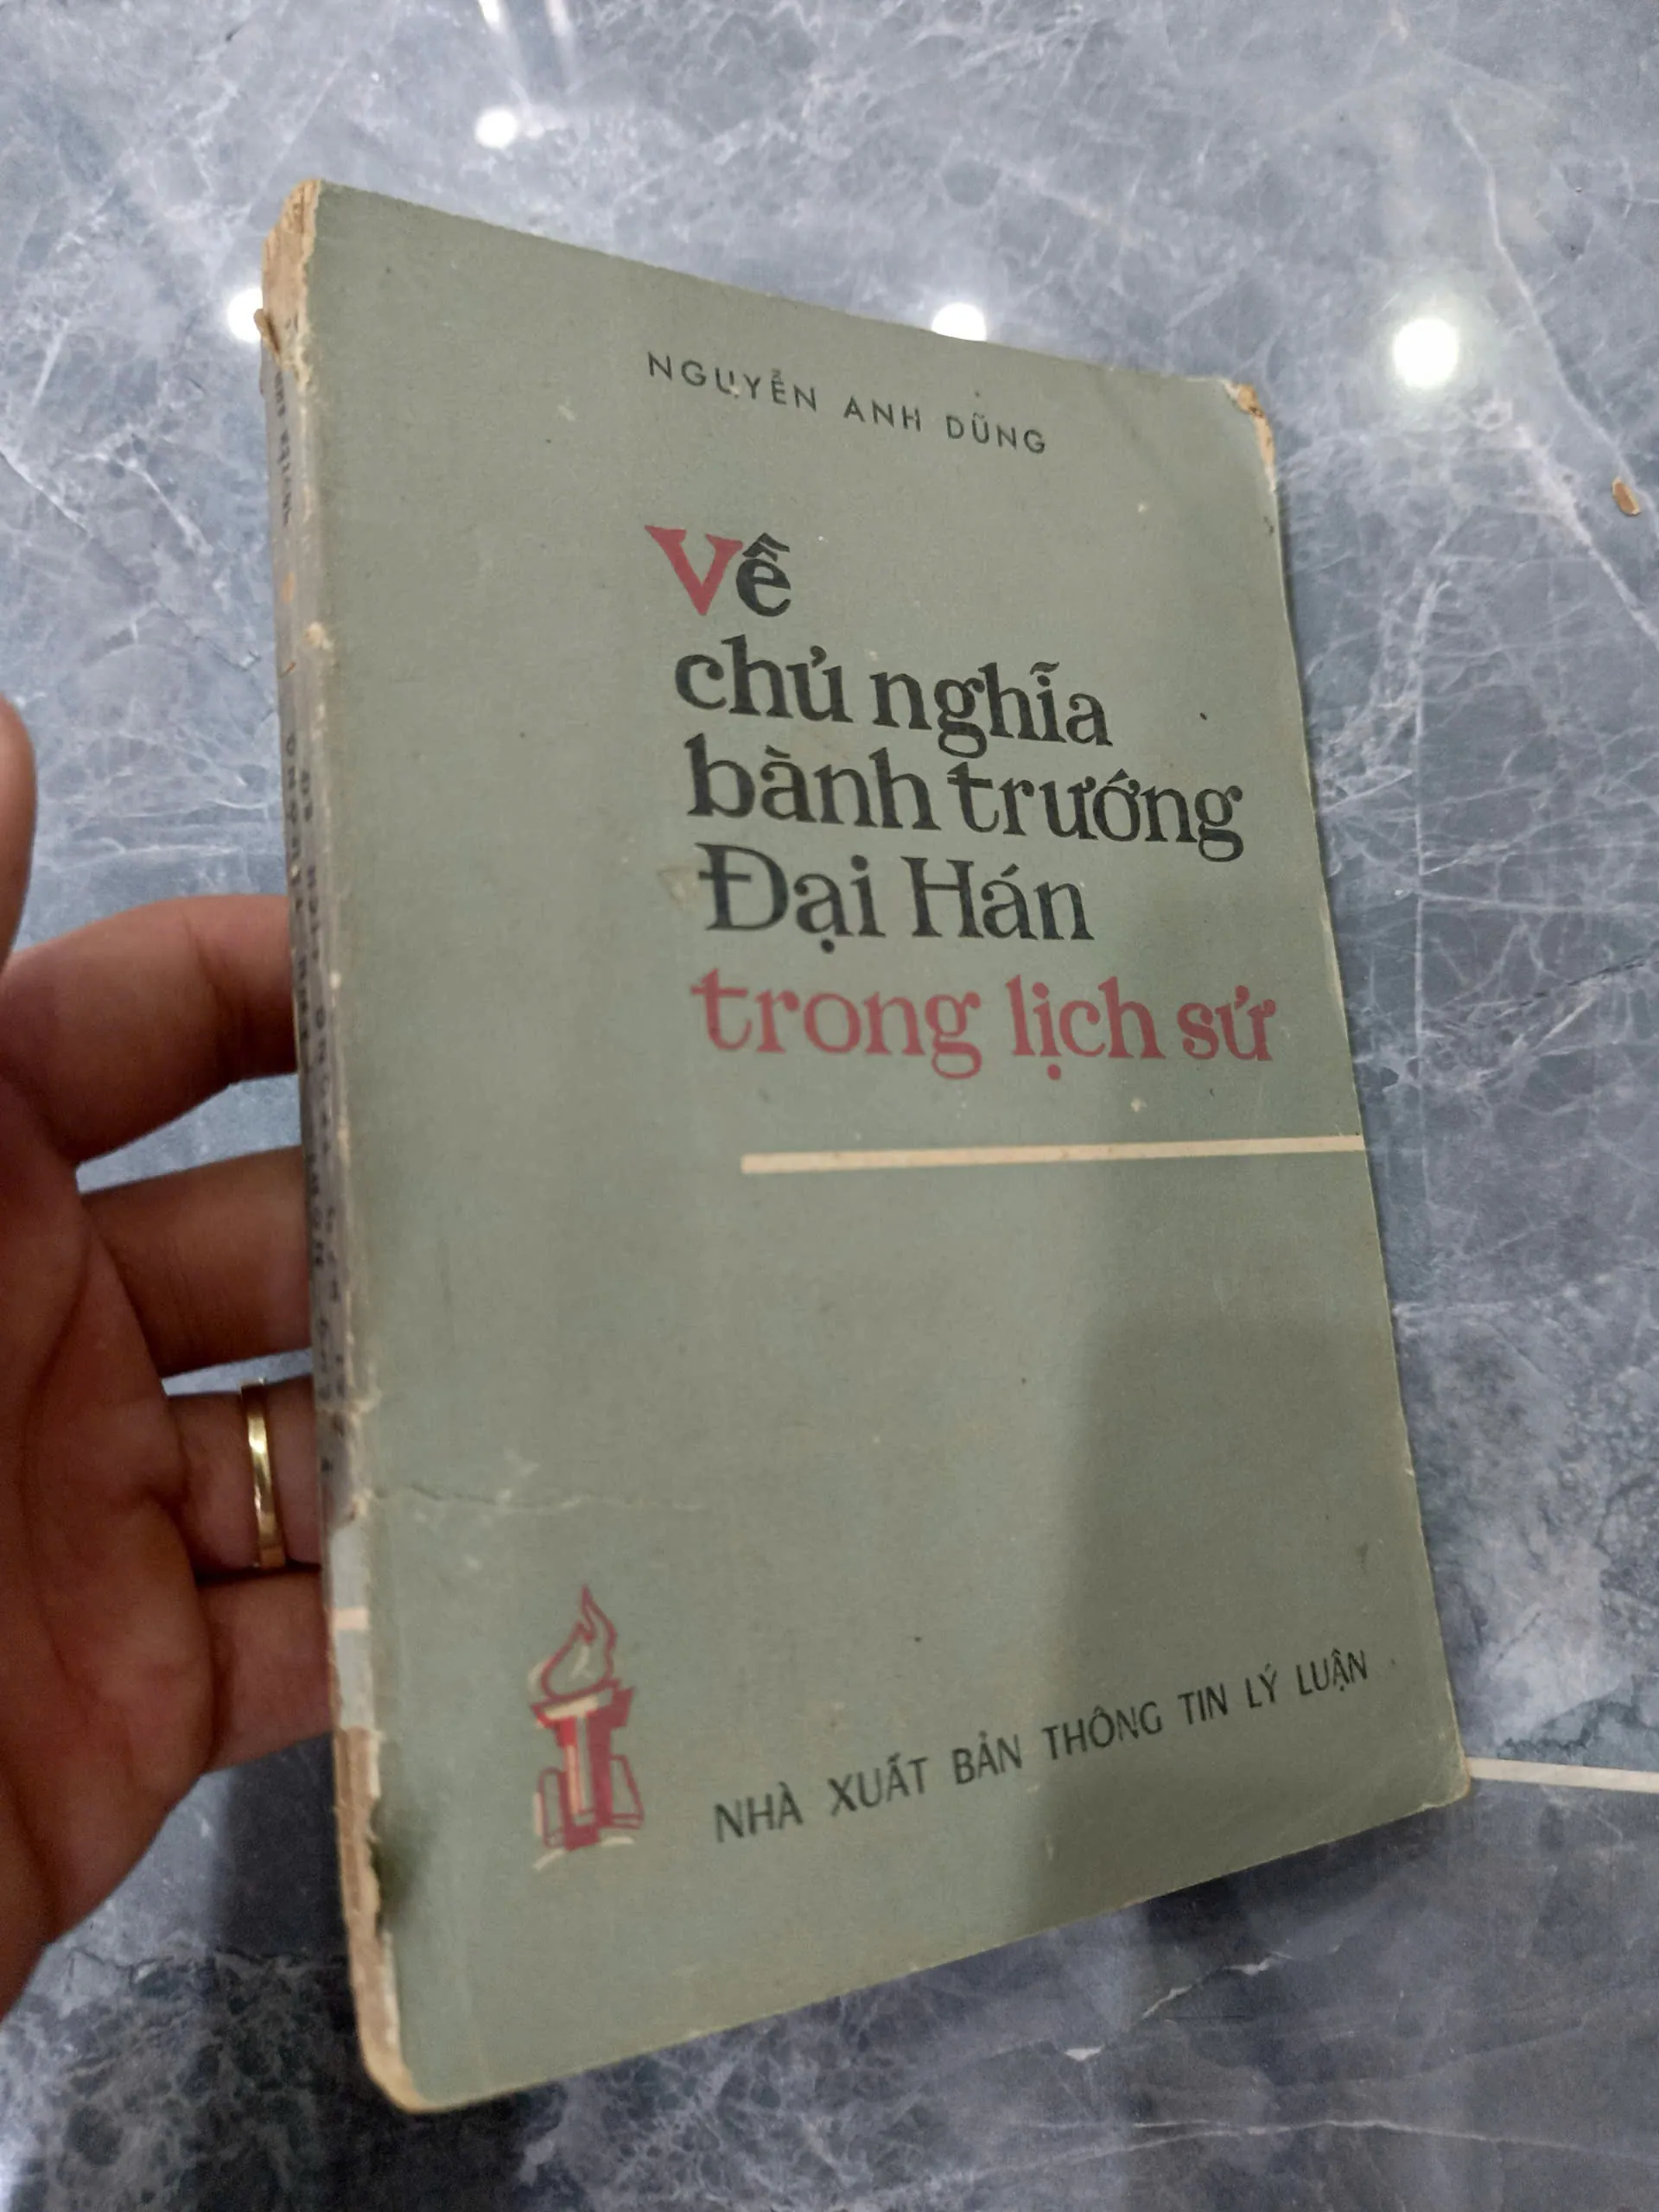 NGUYỄN ANH DŨNG
Về
chủ nghĩa
bành trướng
Đại Hán
trong lịch sử
NHÀ XUẤT BẢN THÔNG TIN LÝ LUẬN